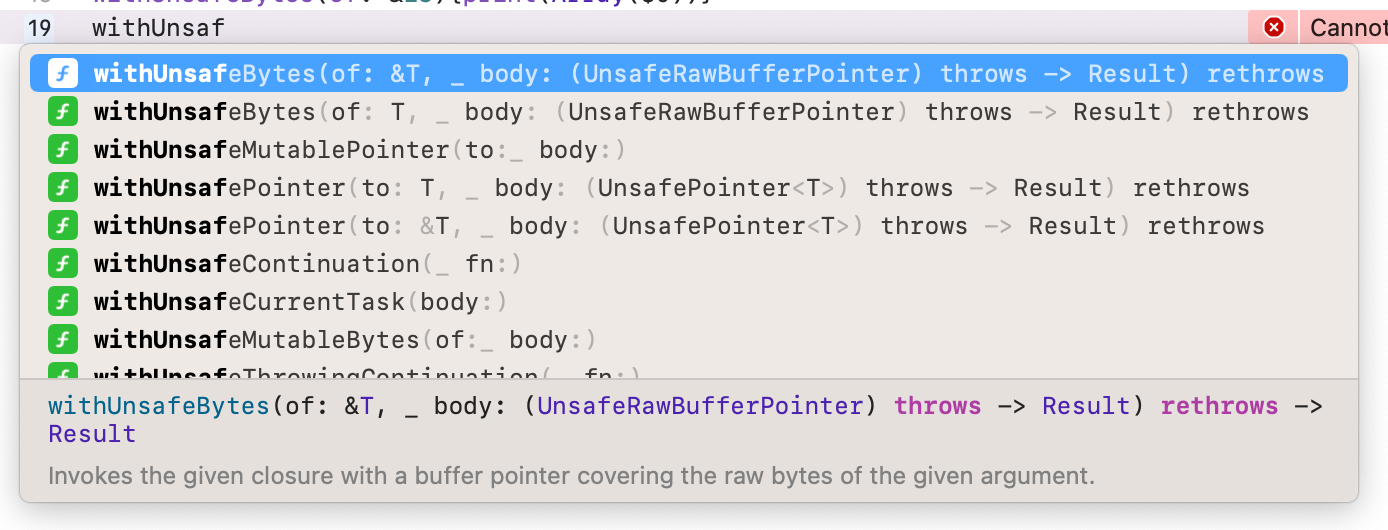 withUnsafeBytes(of: &
19 withUnsaf Cannot
withUnsafeBytes(of: &T, _ body: (UnsafeRawBufferPointer) throws -> Result) rethrows
withUnsafeBytes(of: T, _ body: (UnsafeRawBufferPointer) throws -> Result) rethrows
withUnsafeMutablePointer(to:_ body:)
withUnsafePointer(to: T, _ body: (UnsafePointer<T>) throws -> Result) rethrows
withUnsafePointer(to: &T, _ body: (UnsafePointer<T>) throws -> Result) rethrows
withUnsafeContinuation(_ fn:)
withUnsafeCurrentTask(body:)
withUnsafeMutableBytes(of:_ body:)
withUnsafeThrowingContinuation(_ fn:)
withUnsafeBytes(of: &T, _ body: (UnsafeRawBufferPointer) throws -> Result) rethrows ->
Result
Invokes the given closure with a buffer pointer covering the raw bytes of the given argument.